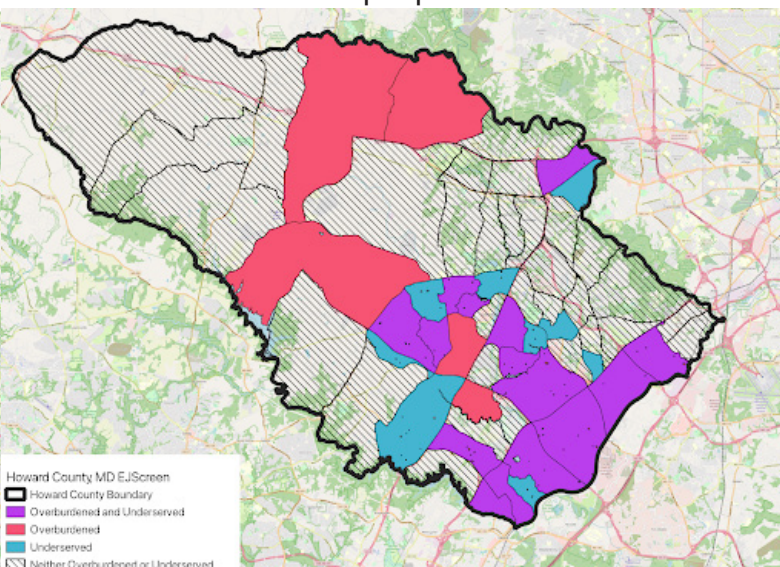 Howard County, MD EJScreen
Howard County Boundary
Overburdened and Underserved
Overburdened
Underserved
Neither Overburdened or Underserved